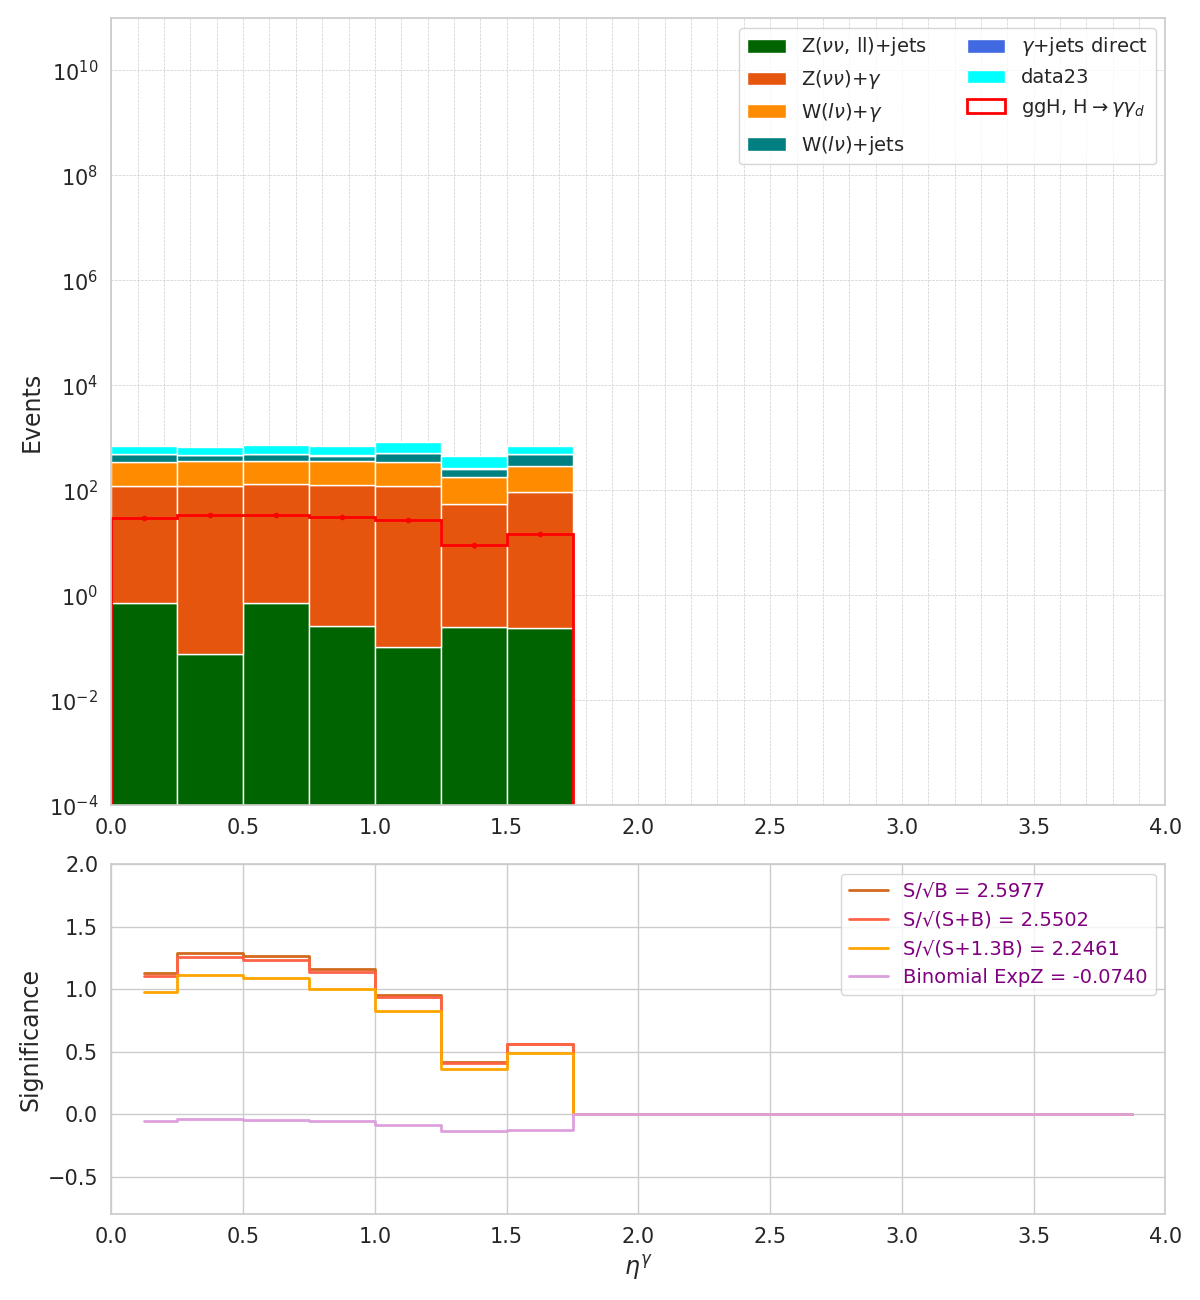 Z(νν, ll)+jets
Z(νν)+γ
W(lν)+γ
W(lν)+jets
γ+jets direct
data23
ggH, H→γγ_d
Events
10^10
10^8
10^6
10^4
10^2
10^0
10^−2
10^−4
0.0 0.5 1.0 1.5 2.0 2.5 3.0 3.5 4.0
S/√B = 2.5977
S/√(S+B) = 2.5502
S/√(S+1.3B) = 2.2461
Binomial ExpZ = -0.0740
Significance
2.0
1.5
1.0
0.5
0.0
−0.5
0.0 0.5 1.0 1.5 2.0 2.5 3.0 3.5 4.0
η^γ